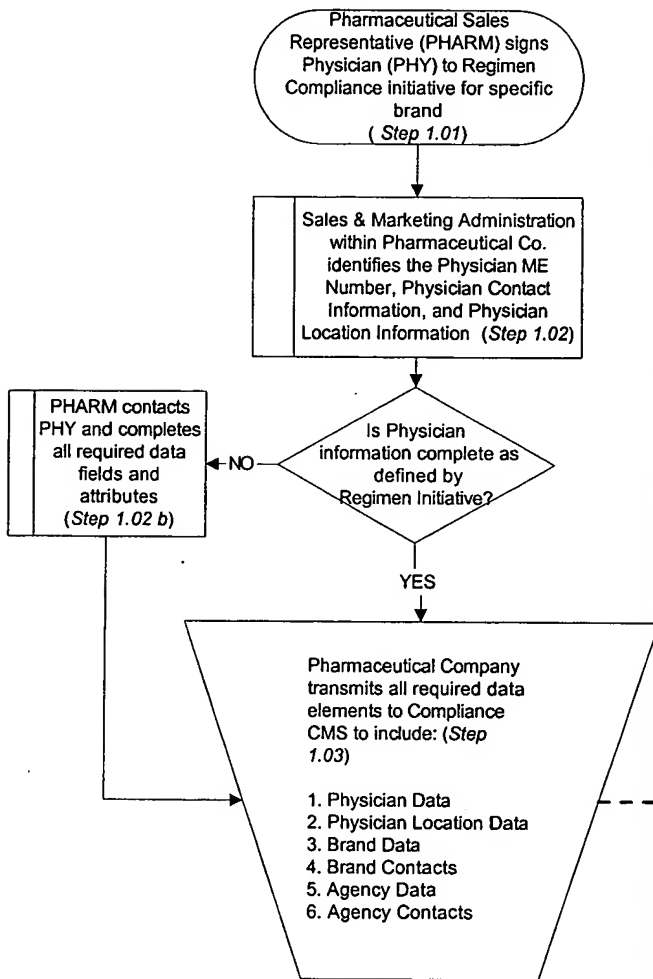 Pharmaceutical Sales
Representative (PHARM) signs
Physician (PHY) to Regimen
Compliance initiative for specific
brand
( Step 1.01)
Sales & Marketing Administration
within Pharmaceutical Co.
identifies the Physician ME
Number, Physician Contact
Information, and Physician
Location Information (Step 1.02)
PHARM contacts
PHY and completes
all required data
fields and
attributes
(Step 1.02 b)
NO
Is Physician
information complete as
defined by
Regimen Initiative?
YES
Pharmaceutical Company
transmits all required data
elements to Compliance
CMS to include: (Step
1.03)
1. Physician Data
2. Physician Location Data
3. Brand Data
4. Brand Contacts
5. Agency Data
6. Agency Contacts